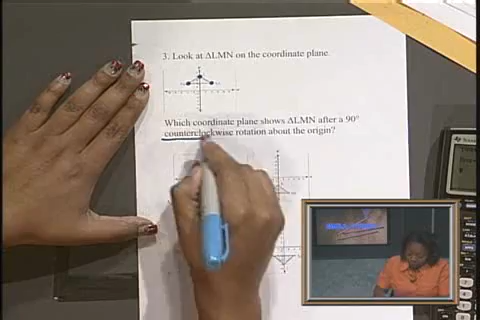 3. Look at ΔLMN on the coordinate plane.
Which coordinate plane shows ΔLMN after a 90°
counterclockwise rotation about the origin?